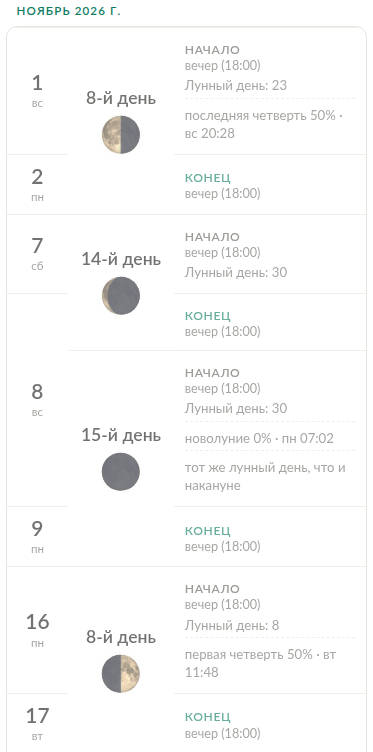 НОЯБРЬ 2026 Г.
1
вс
8-й день
НАЧАЛО
вечер (18:00)
Лунный день: 23
последняя четверть 50% ·
вс 20:28
2
пн
КОНЕЦ
вечер (18:00)
7
сб
14-й день
НАЧАЛО
вечер (18:00)
Лунный день: 30
КОНЕЦ
вечер (18:00)
8
вс
15-й день
НАЧАЛО
вечер (18:00)
Лунный день: 30
новолуние 0% · пн 07:02
тот же лунный день, что и
накануне
9
пн
КОНЕЦ
вечер (18:00)
16
пн
8-й день
НАЧАЛО
вечер (18:00)
Лунный день: 8
первая четверть 50% · вт
11:48
17
вт
КОНЕЦ
вечер (18:00)